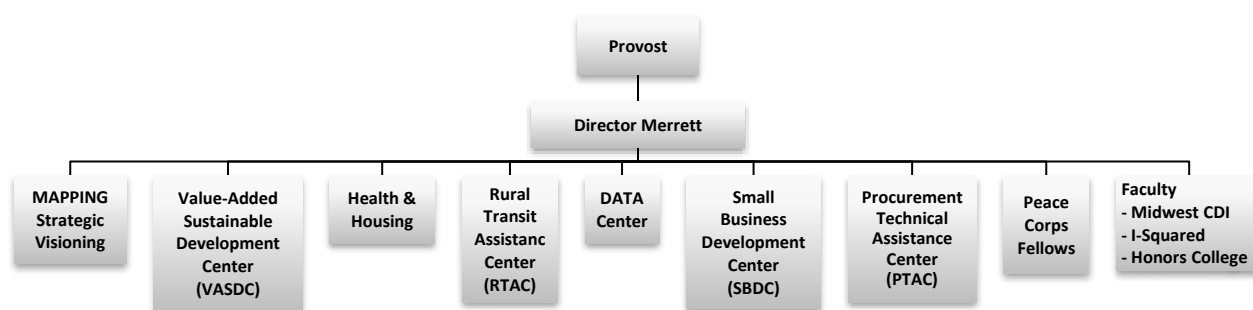 Provost
Director Merrett
MAPPING
Strategic
Visioning
Value-Added
Sustainable
Development
Center
(VASDC)
Health &
Housing
Rural
Transit
Assistanc
Center
(RTAC)
DATA
Center
Small
Business
Development
Center
(SBDC)
Procurement
Technical
Assistance
Center
(PTAC)
Peace
Corps
Fellows
Faculty
- Midwest CDI
- I-Squared
- Honors College